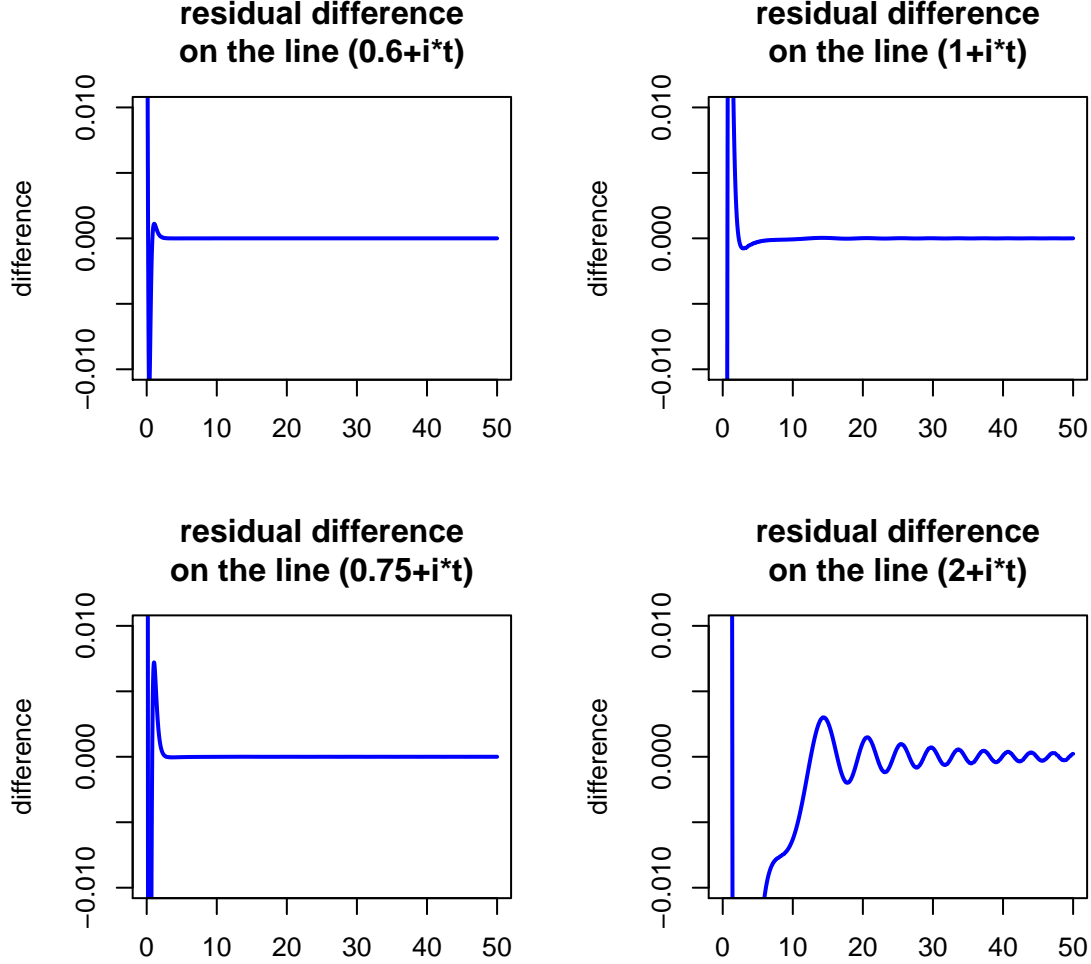 residual difference
on the line (0.6+i*t)
difference
0.010
0.000
−0.010
0 10 20 30 40 50
residual difference
on the line (1+i*t)
difference
0.010
0.000
−0.010
0 10 20 30 40 50
residual difference
on the line (0.75+i*t)
difference
0.010
0.000
−0.010
0 10 20 30 40 50
residual difference
on the line (2+i*t)
difference
0.010
0.000
−0.010
0 10 20 30 40 50